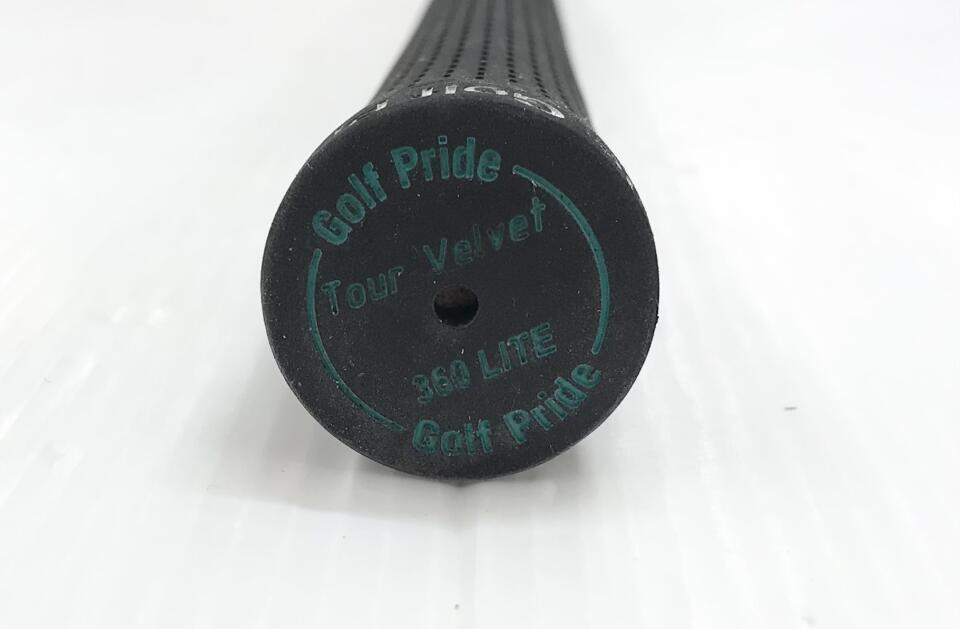 Golf Pride
Tour Velvet
360 LITE
Golf Pride